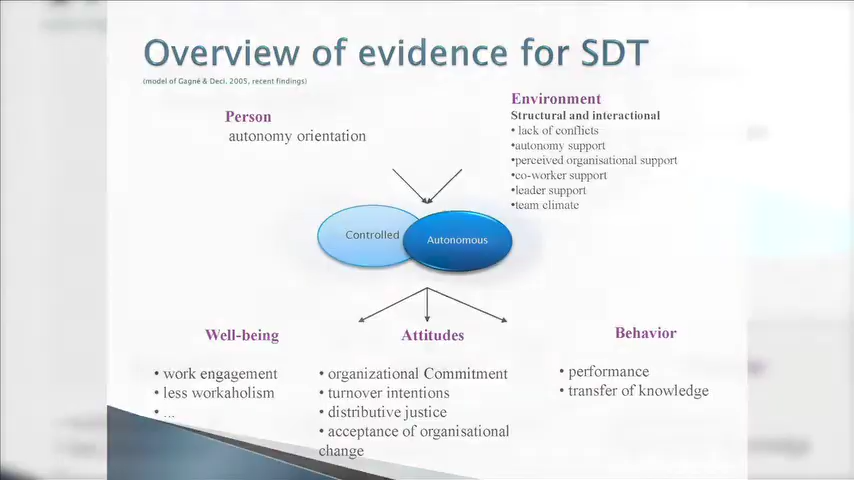 Overview of evidence for SDT
(model of Gagné & Deci, 2005, recent findings)
Person
autonomy orientation
Environment
Structural and interactional
• lack of conflicts
•autonomy support
•perceived organisational support
•co-worker support
•leader support
•team climate
Controlled
Autonomous
Well-being
• work engagement
• less workaholism
• ...
Attitudes
• organizational Commitment
• turnover intentions
• distributive justice
• acceptance of organisational
change
Behavior
• performance
• transfer of knowledge